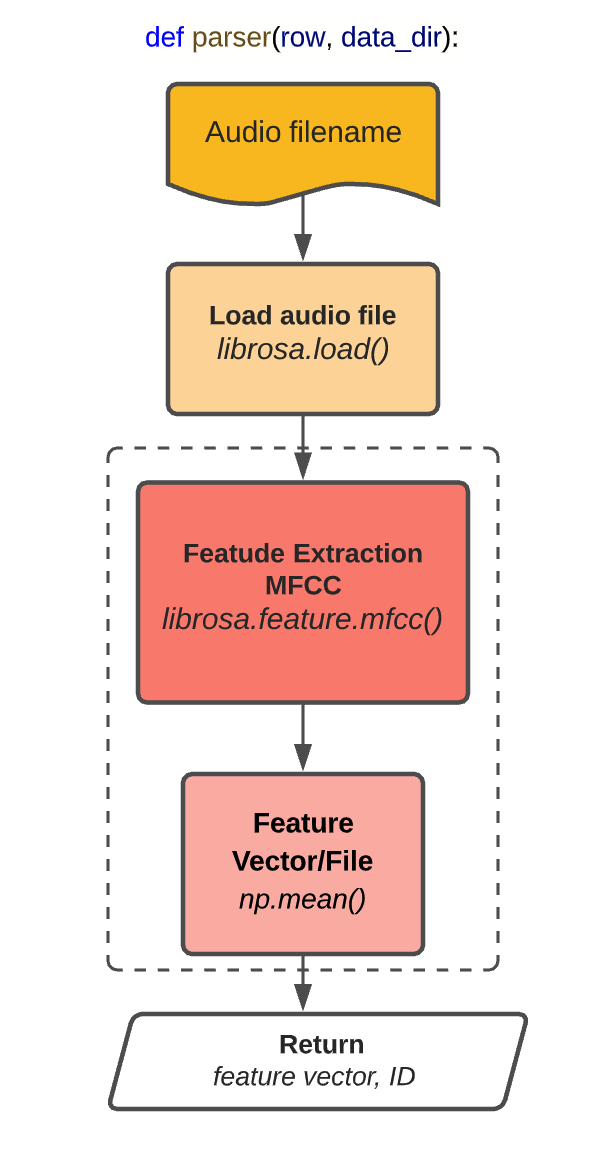 def parser(row, data_dir):
Audio filename
Load audio file
librosa.load()
Featude Extraction
MFCC
librosa.feature.mfcc()
Feature
Vector/File
np.mean()
Return
feature vector, ID